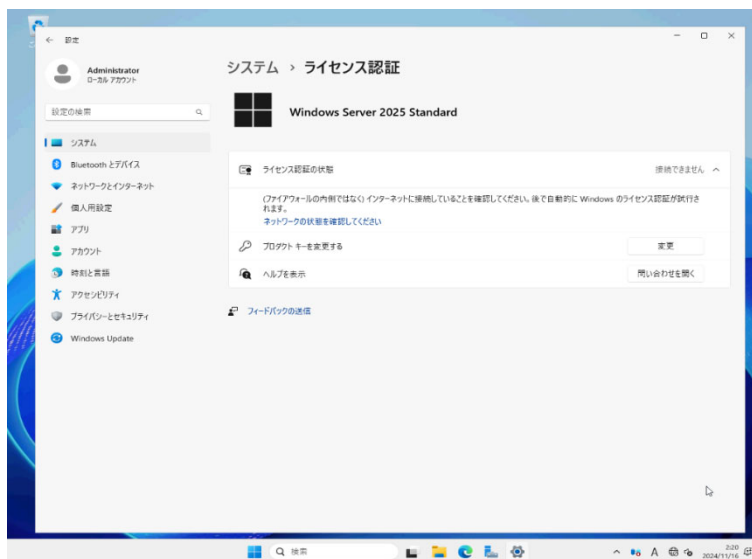 設定
Administrator
ローカル アカウント
設定の検索
システム
Bluetooth とデバイス
ネットワークとインターネット
個人用設定
アプリ
アカウント
時刻と言語
アクセシビリティ
プライバシーとセキュリティ
Windows Update
システム › ライセンス認証
Windows Server 2025 Standard
ライセンス認証の状態
接続できません
(ファイアウォールの内側ではなく) インターネットに接続していることを確認してください。後で自動的に Windows のライセンス認証が試行さ
れます。
ネットワークの状態を確認してください
プロダクト キーを変更する
変更
ヘルプを表示
問い合わせを開く
フィードバックの送信
検索
A
2:20
2024/11/16